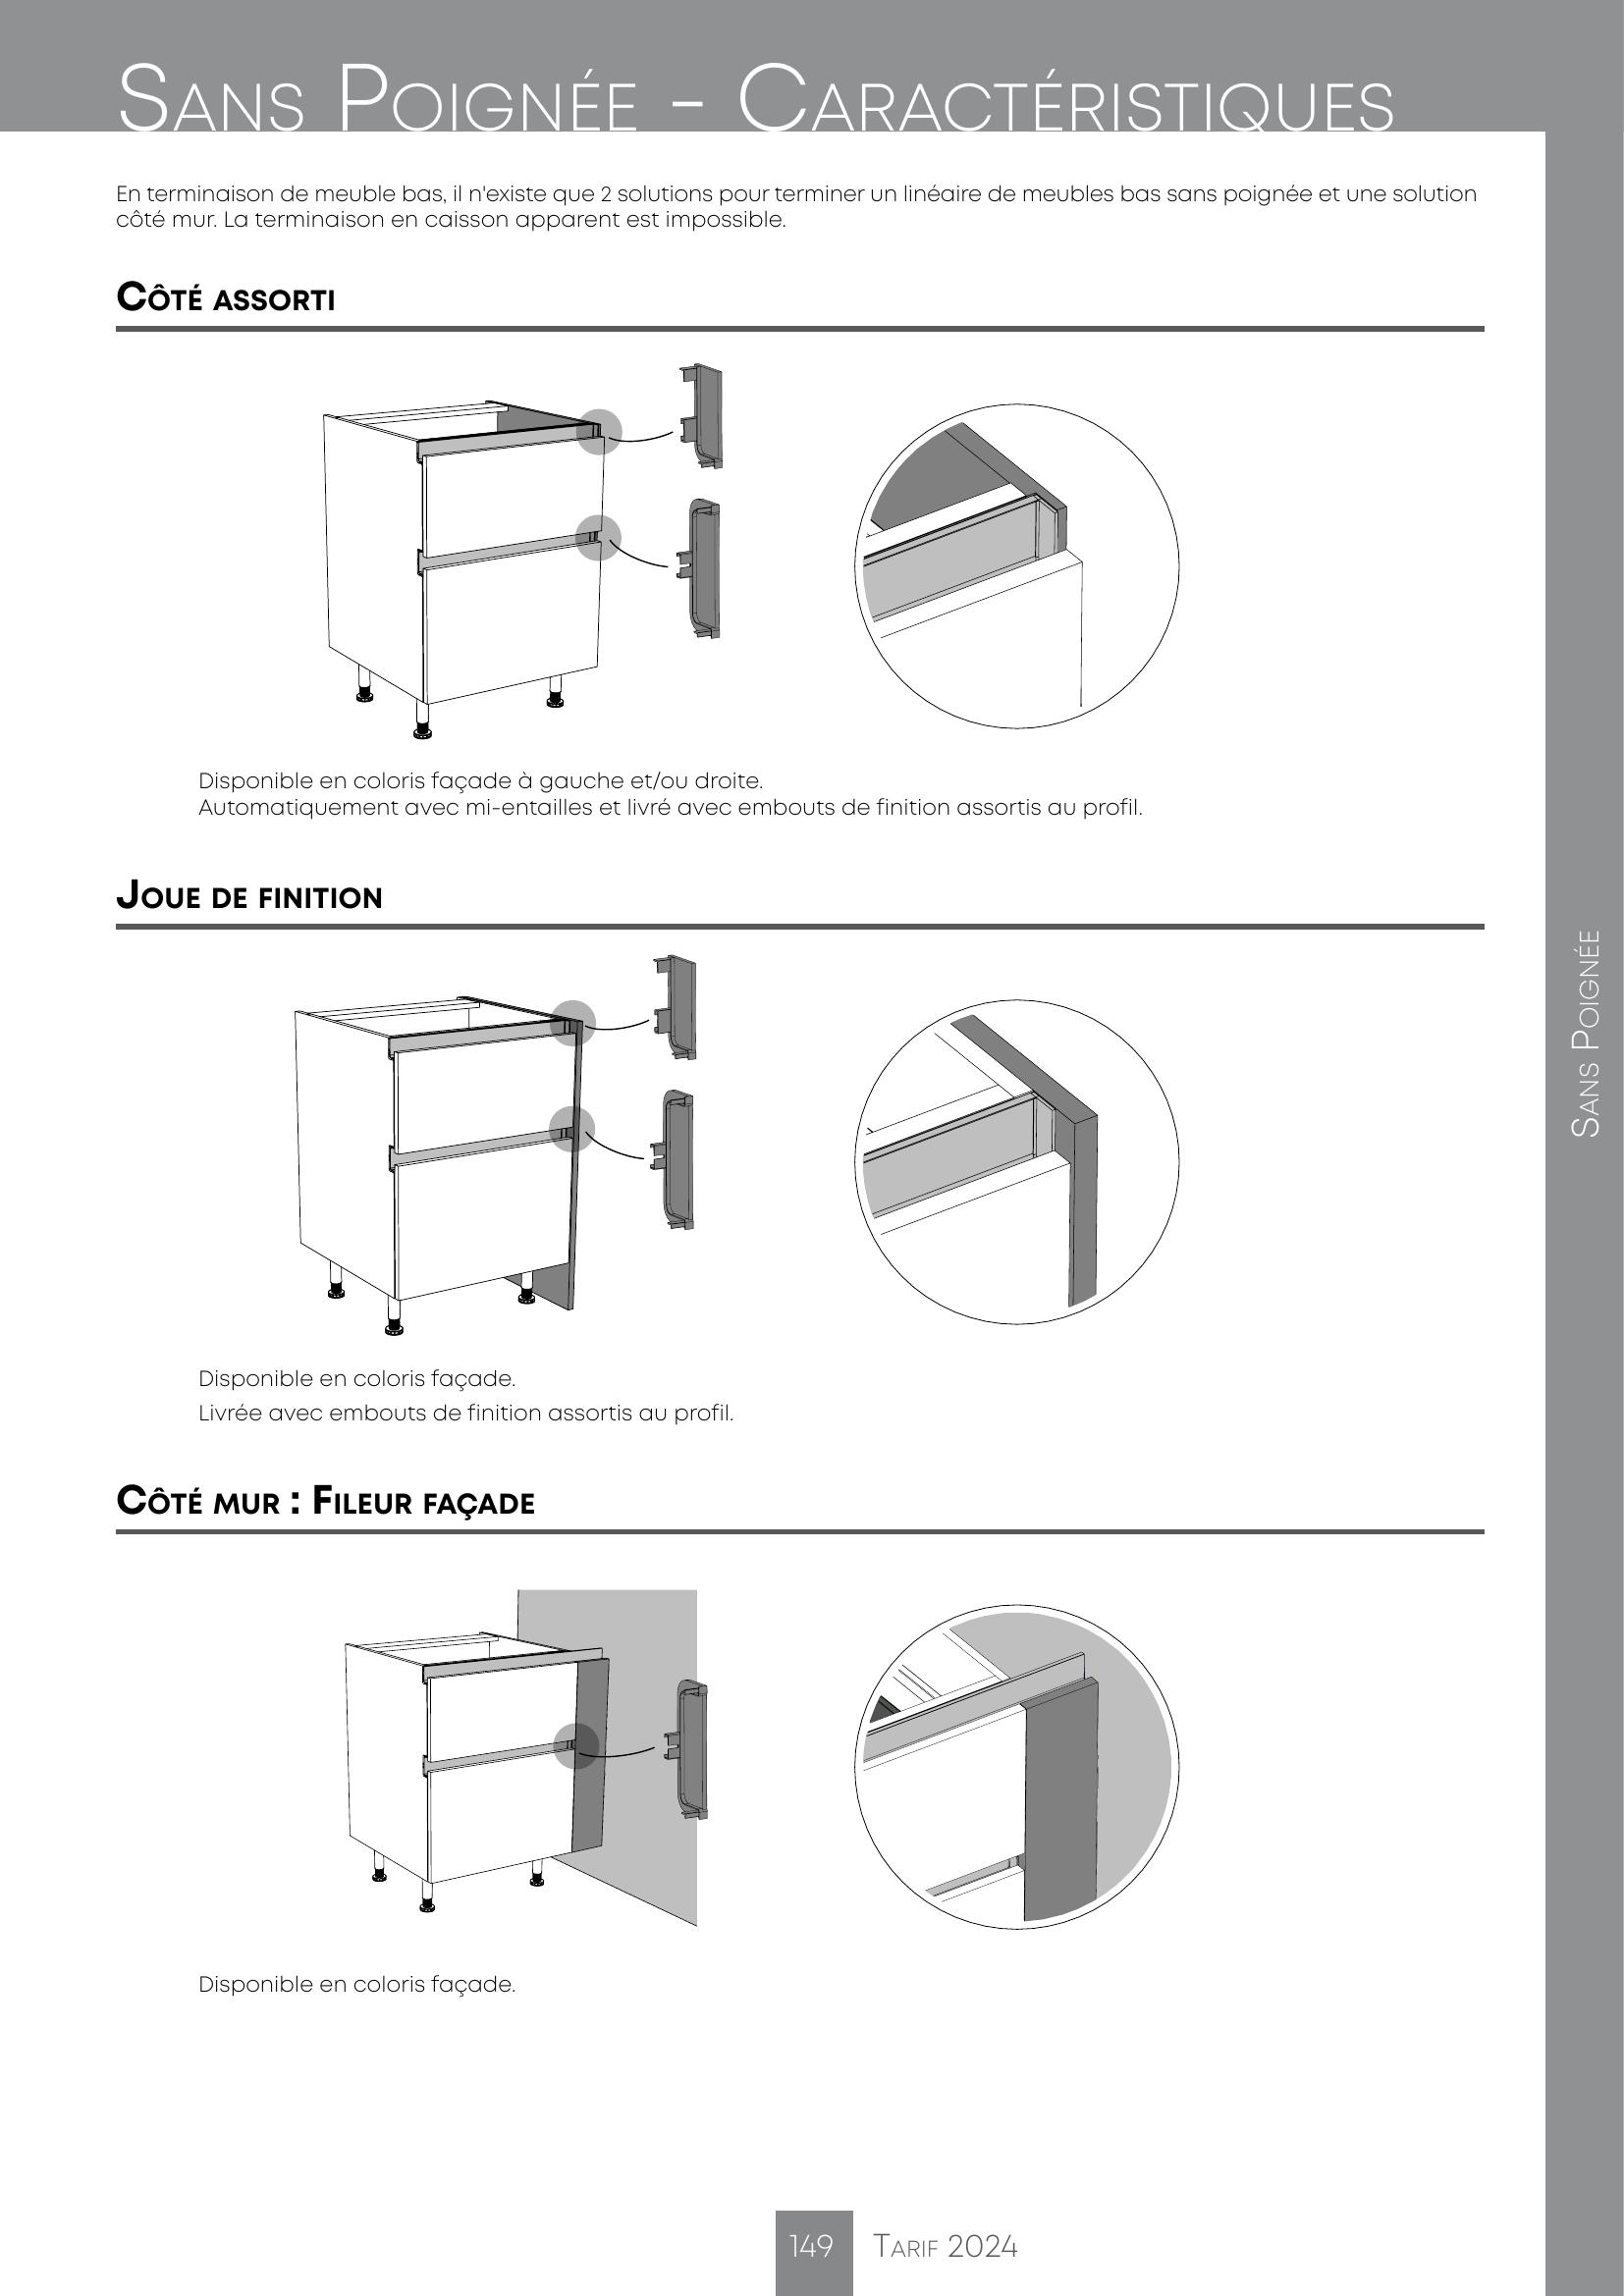 Sans Poignée - Caractéristiques
En terminaison de meuble bas, il n'existe que 2 solutions pour terminer un linéaire de meubles bas sans poignée et une solution
côté mur. La terminaison en caisson apparent est impossible.
Côté assorti
Disponible en coloris façade à gauche et/ou droite.
Automatiquement avec mi-entailles et livré avec embouts de finition assortis au profil.
Joue de finition
Disponible en coloris façade.
Livrée avec embouts de finition assortis au profil.
Côté mur : Fileur façade
Disponible en coloris façade.
Sans Poignée
149 Tarif 2024